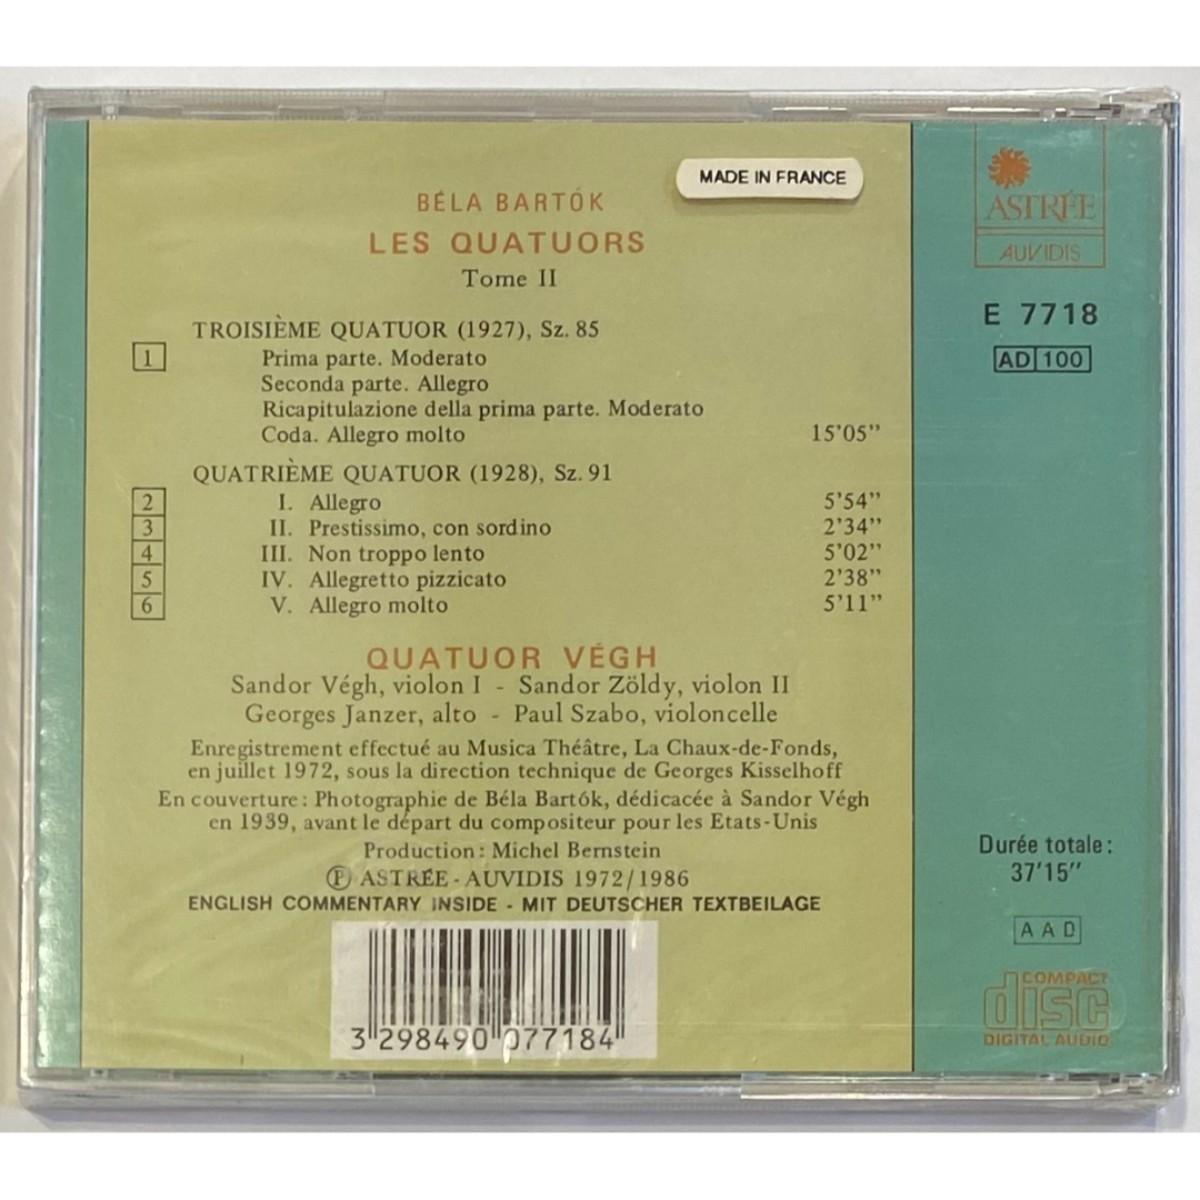 MADE IN FRANCE
BÉLA BARTÓK
LES QUATUORS
Tome II
TROISIÈME QUATUOR (1927), Sz. 85
1 Prima parte. Moderato
Seconda parte. Allegro
Ricapitulazione della prima parte. Moderato
Coda. Allegro molto 15'05"
QUATRIÈME QUATUOR (1928), Sz. 91
2 I. Allegro 5'54"
3 II. Prestissimo, con sordino 2'34"
4 III. Non troppo lento 5'02"
5 IV. Allegretto pizzicato 2'38"
6 V. Allegro molto 5'11"
QUATUOR VÉGH
Sandor Végh, violon I - Sandor Zöldy, violon II
Georges Janzer, alto - Paul Szabo, violoncelle
Enregistrement effectué au Musica Théâtre, La Chaux-de-Fonds,
en juillet 1972, sous la direction technique de Georges Kisselhoff
En couverture : Photographie de Béla Bartók, dédicacée à Sandor Végh
en 1939, avant le départ du compositeur pour les Etats-Unis
Production : Michel Bernstein
Ⓟ ASTRÉE - AUVIDIS 1972/1986
ENGLISH COMMENTARY INSIDE - MIT DEUTSCHER TEXTBEILAGE
3 298490 077184
ASTRÉE
AUVIDIS
E 7718
AD 100
Durée totale :
37'15"
AAD
COMPACT
disc
DIGITAL AUDIO